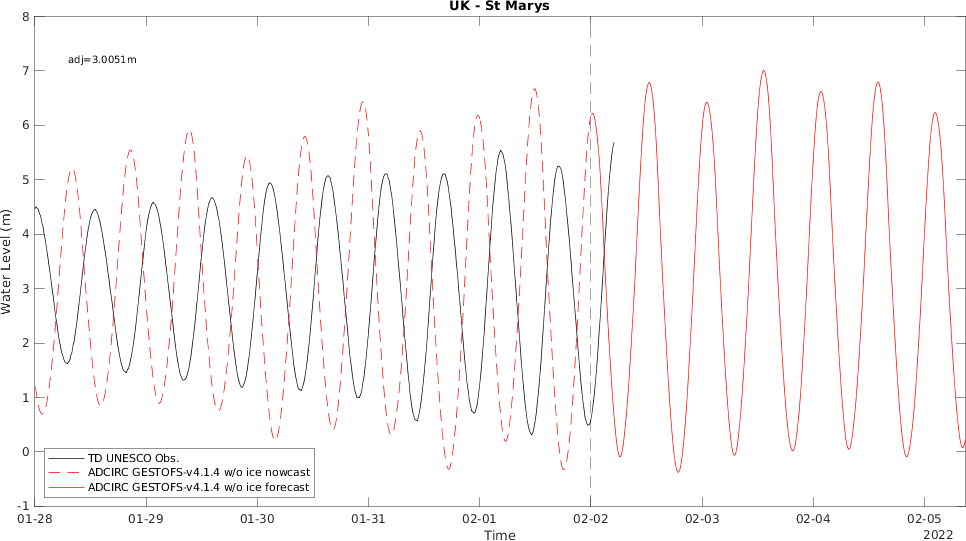 UK - St Marys
8
7
6
5
4
3
2
1
0
-1
Water Level (m)
adj=3.0051m
TD UNESCO Obs.
ADCIRC GESTOFS-v4.1.4 w/o ice nowcast
ADCIRC GESTOFS-v4.1.4 w/o ice forecast
01-28 01-29 01-30 01-31 02-01 02-02 02-03 02-04 02-05
Time
2022